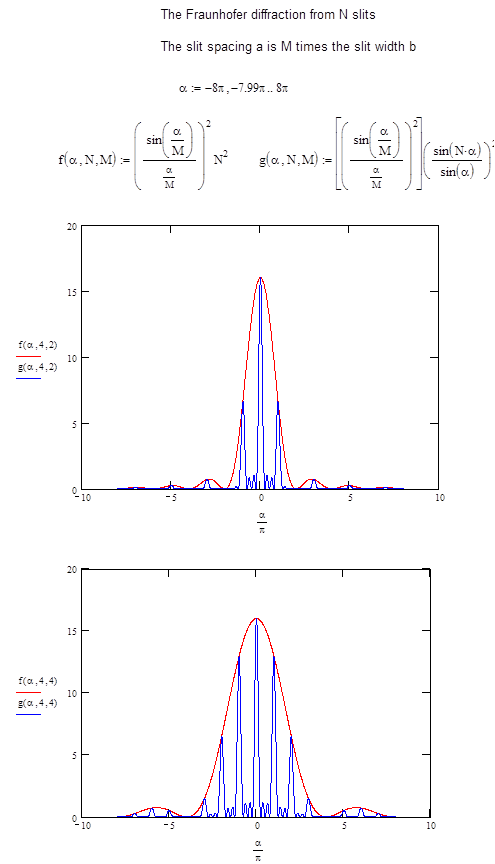 The Fraunhofer diffraction from N slits
The slit spacing a is M times the slit width b
α := −8π , −7.99π .. 8π
f(α, N, M) := (sin(α/M) / (α/M))² N²
g(α, N, M) := [(sin(α/M) / (α/M))²] (sin(N·α) / sin(α))²
20
15
10
5
0
f(α, 4, 2)
g(α, 4, 2)
−10
−5
0
5
10
α/π
20
15
10
5
0
f(α, 4, 4)
g(α, 4, 4)
−10
−5
0
5
10
α/π